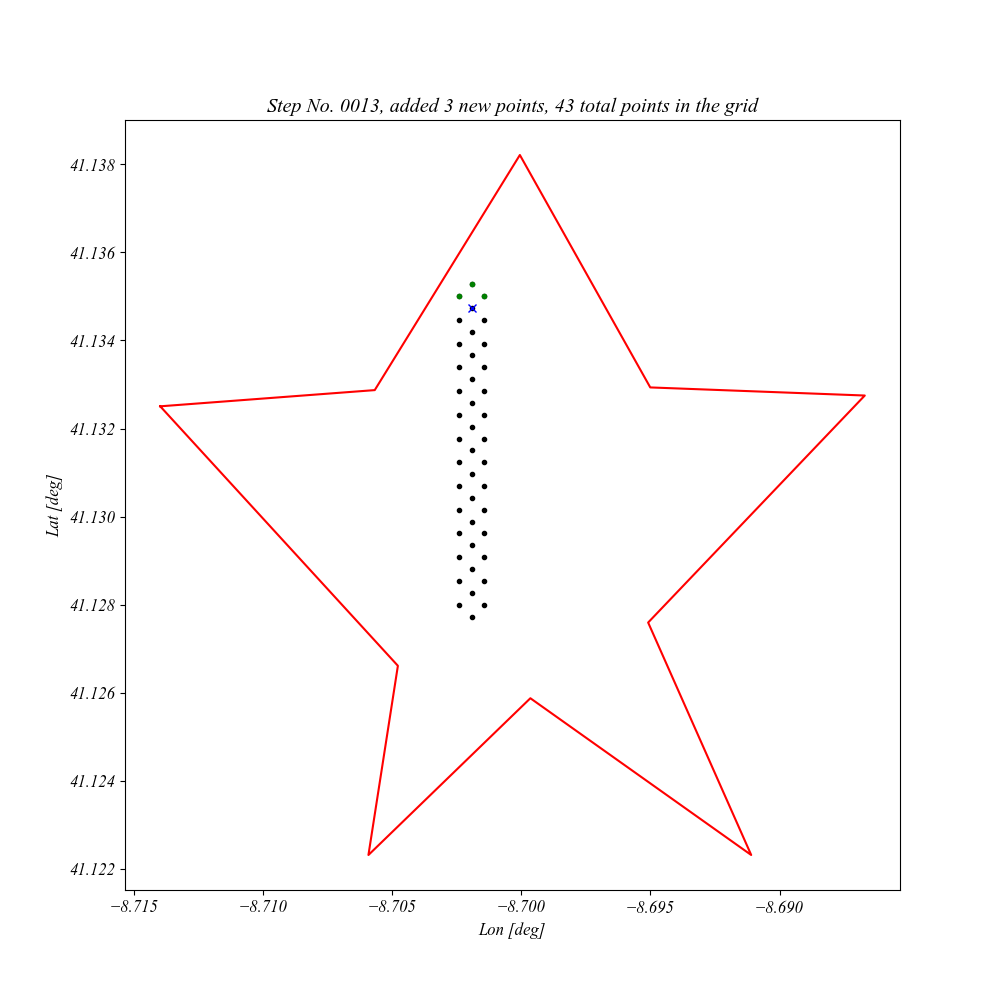 Step No. 0013, added 3 new points, 43 total points in the grid
41.138
41.136
41.134
41.132
41.130
41.128
41.126
41.124
41.122
Lat [deg]
−8.715 −8.710 −8.705 −8.700 −8.695 −8.690
Lon [deg]